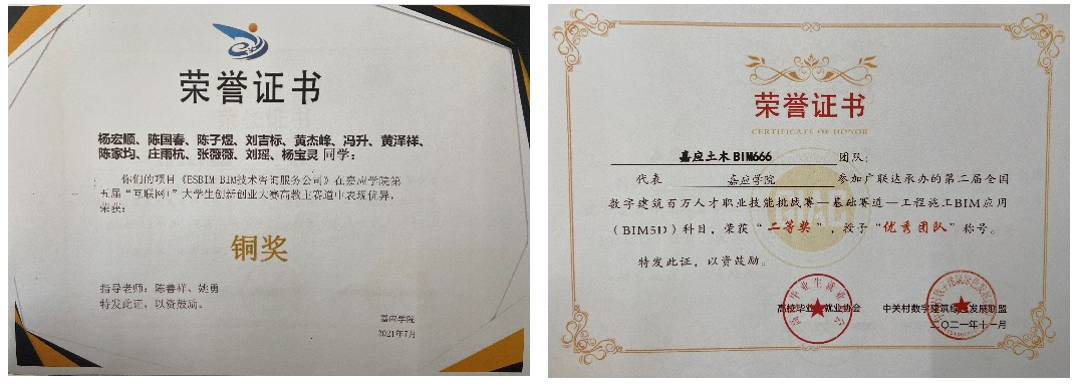 荣誉证书
杨宏顺、陈国春、陈子煜、刘吉标、黄杰峰、冯升、黄泽祥、
陈家均、庄雨杭、张薇薇、刘瑶、杨宝灵 同学:
你们的项目《ESBIM-BIM技术咨询服务公司》在嘉应学院第
五届“互联网+”大学生创新创业大赛高教主赛道中表现优异,
荣获:
铜奖
指导老师: 陈善祥、姚勇
特发此证, 以资鼓励。
嘉应学院
2021年7月
荣誉证书
CERTIFICATE OF HONOR
嘉应土木BIM666 团队:
代表 嘉应学院 参加广联达承办的第二届全国
数字建筑百万人才职业技能挑战赛—基础赛道—工程施工BIM应用
(BIM5D)科目, 荣获“二等奖”, 授予“优秀团队”称号。
特发此证, 以资鼓励。
高校毕业生就业协会 中关村数字建筑绿色发展联盟
二〇二一年十一月